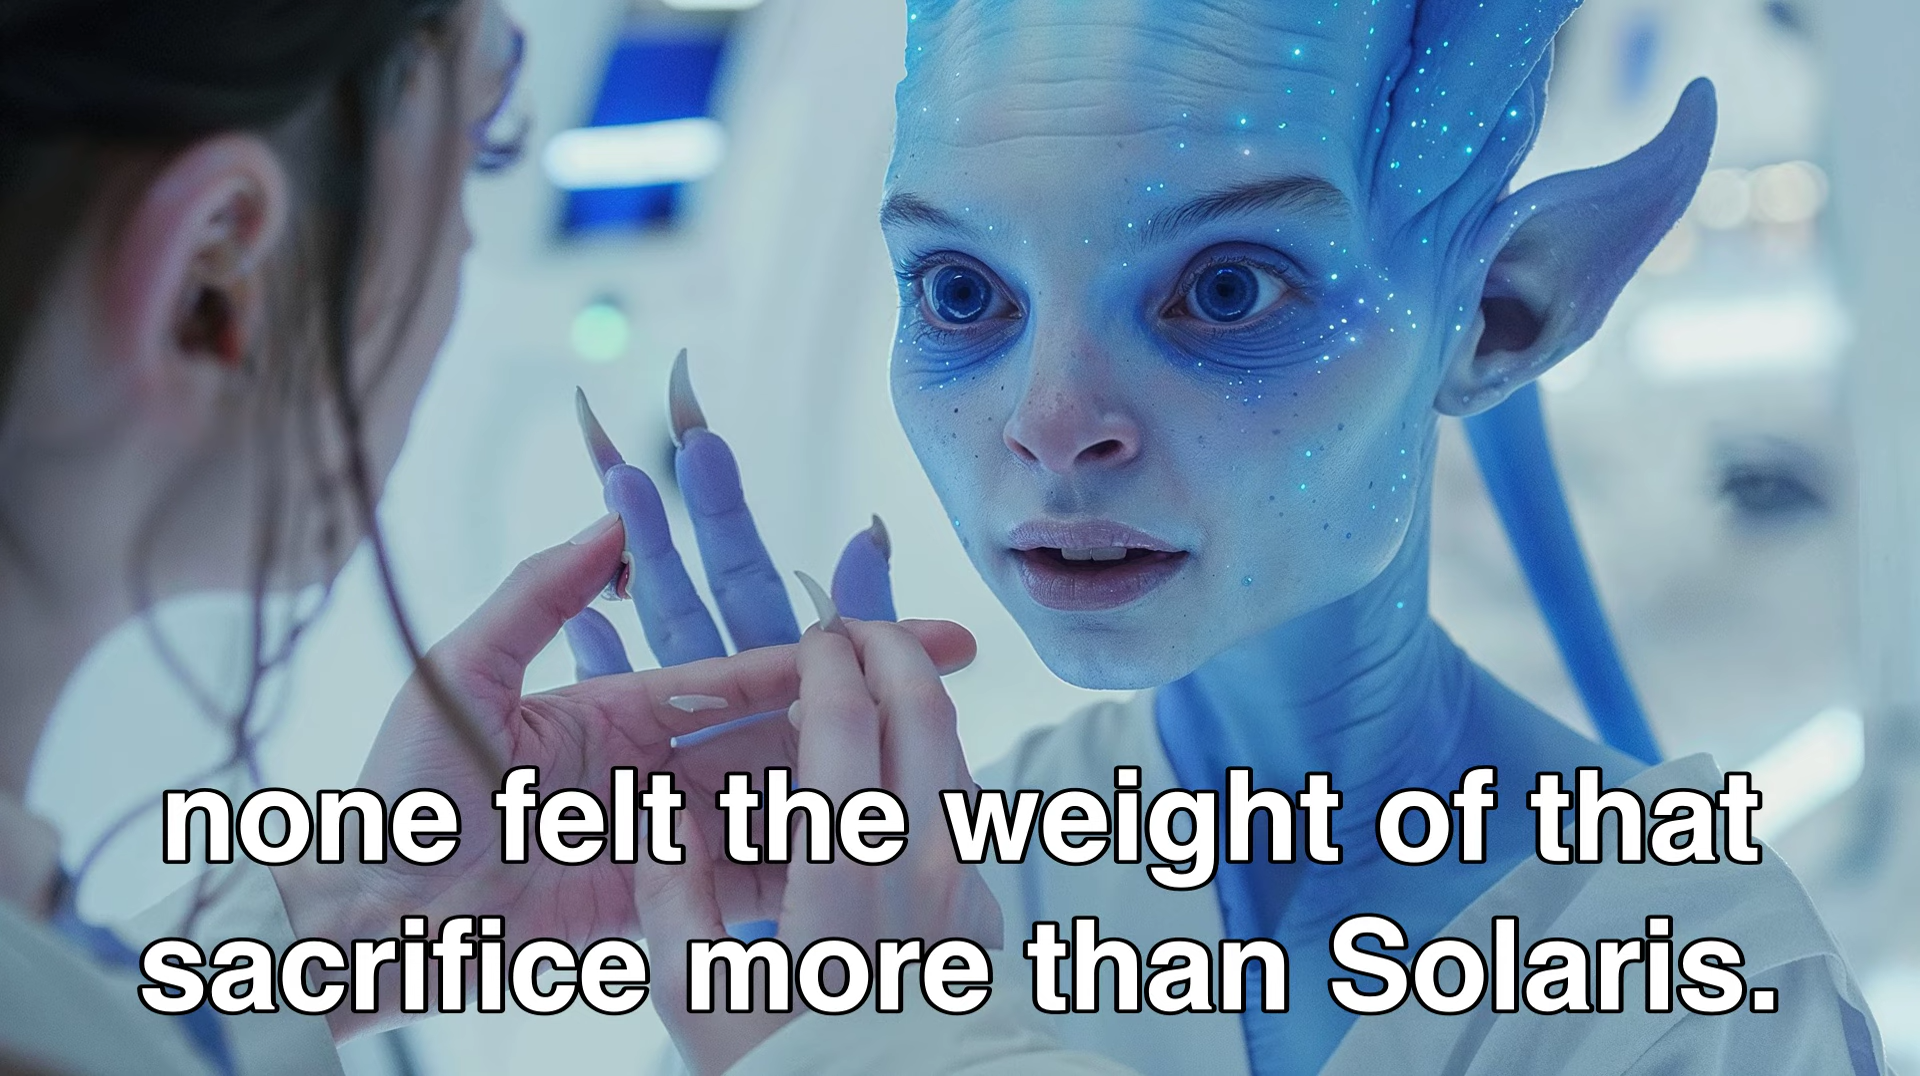 none felt the weight of that
sacrifice more than Solaris.